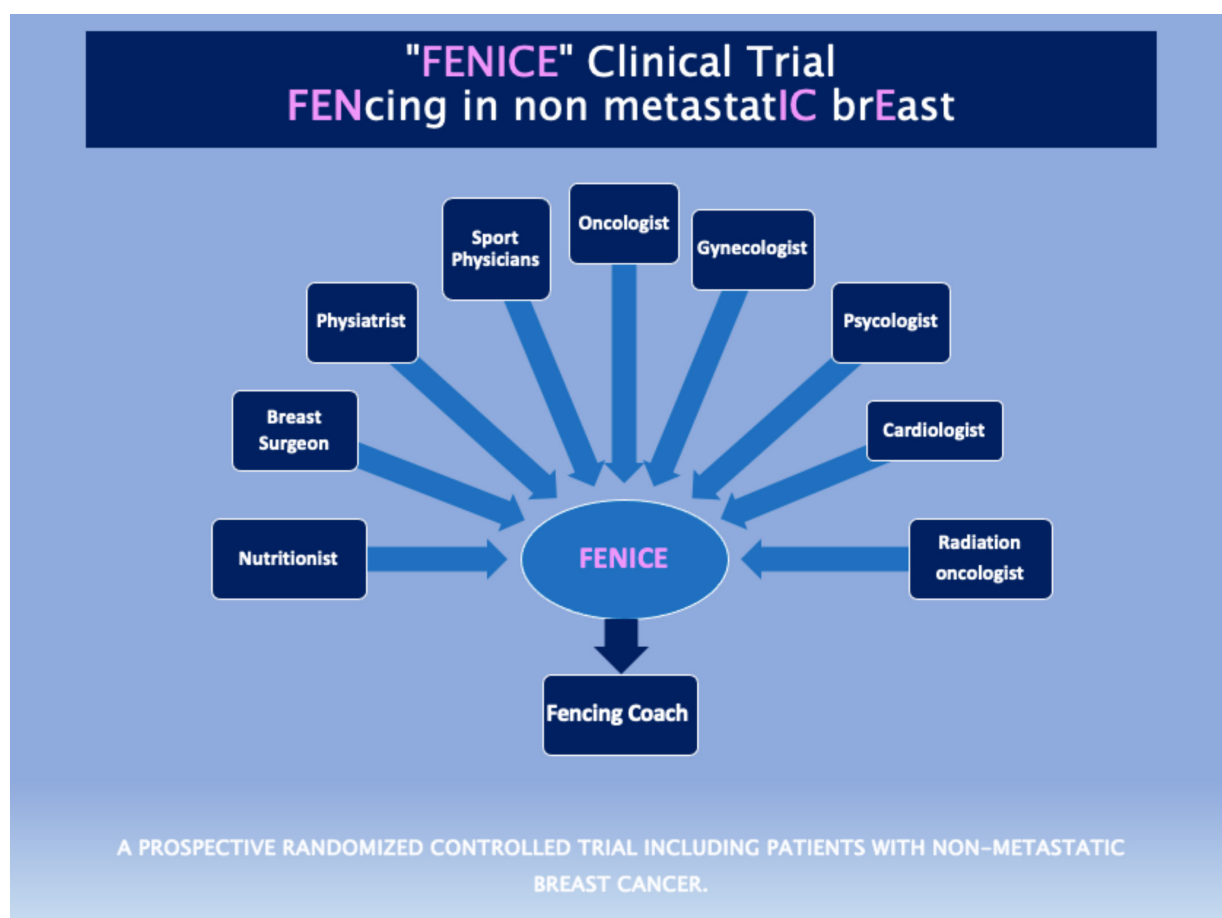 "FENICE" Clinical Trial
FENcing in non metastatIC brEast
Oncologist
Sport
Physicians
Gynecologist
Physiatrist
Psycologist
Breast
Surgeon
Cardiologist
Nutritionist
FENICE
Radiation
oncologist
Fencing Coach
A PROSPECTIVE RANDOMIZED CONTROLLED TRIAL INCLUDING PATIENTS WITH NON-METASTATIC
BREAST CANCER.